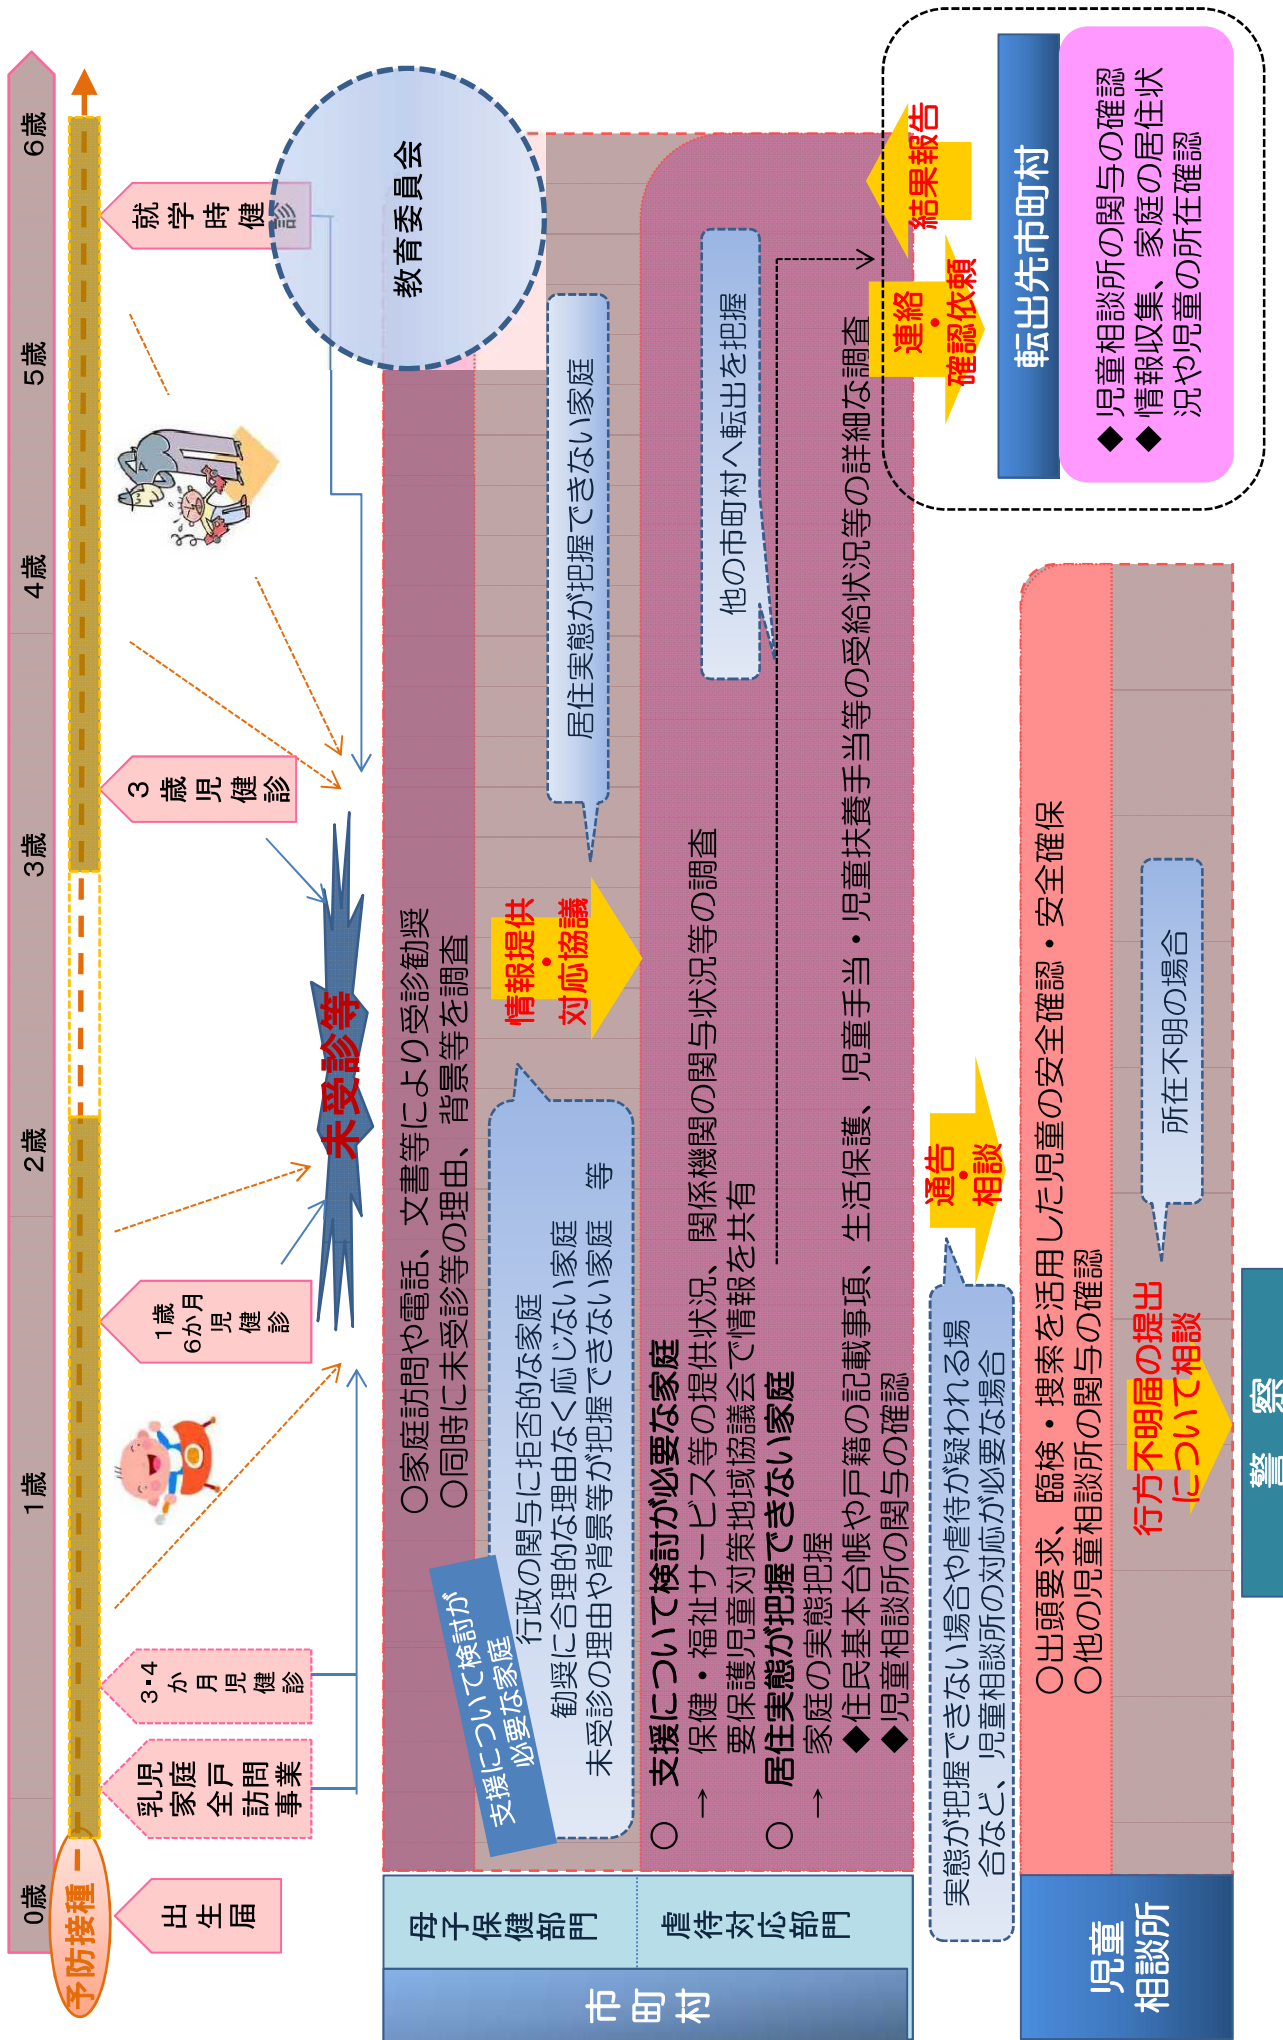 0歳
1歳
2歳
3歳
4歳
5歳
6歳
予防接種
出生届
乳児
家庭
全戸
訪問
事業
3・4
か月児健診
1歳
6か月
児健診
3歳児健診
就学時健診
未受診等
教育委員会
市町村
母子保健部門
○家庭訪問や電話、文書等により受診勧奨
○同時に未受診等の理由、背景等を調査
支援について検討が
必要な家庭
行政の関与に拒否的な家庭
勧奨に合理的な理由なく応じない家庭
未受診の理由や背景等が把握できない家庭　等
情報提供
・
対応協議
居住実態が把握できない家庭
虐待対応部門
○　支援について検討が必要な家庭
→　保健・福祉サービス等の提供状況、関係機関の関与状況等の調査
要保護児童対策地域協議会で情報を共有
○　居住実態が把握できない家庭
→　家庭の実態把握
◆住民基本台帳や戸籍の記載事項、生活保護、児童手当・児童扶養手当等の受給状況等の詳細な調査
◆児童相談所の関与の確認
他の市町村へ転出を把握
連絡
・
確認依頼
結果報告
転出先市町村
◆児童相談所の関与の確認
◆情報収集、家庭の居住状
況や児童の所在確認
実態が把握できない場合や虐待が疑われる場
合など、児童相談所の対応が必要な場合
通告
・
相談
児童
相談所
○出頭要求、臨検・捜索を活用した児童の安全確認・安全確保
○他の児童相談所の関与の確認
行方不明届の提出
について相談
所在不明の場合
警　察